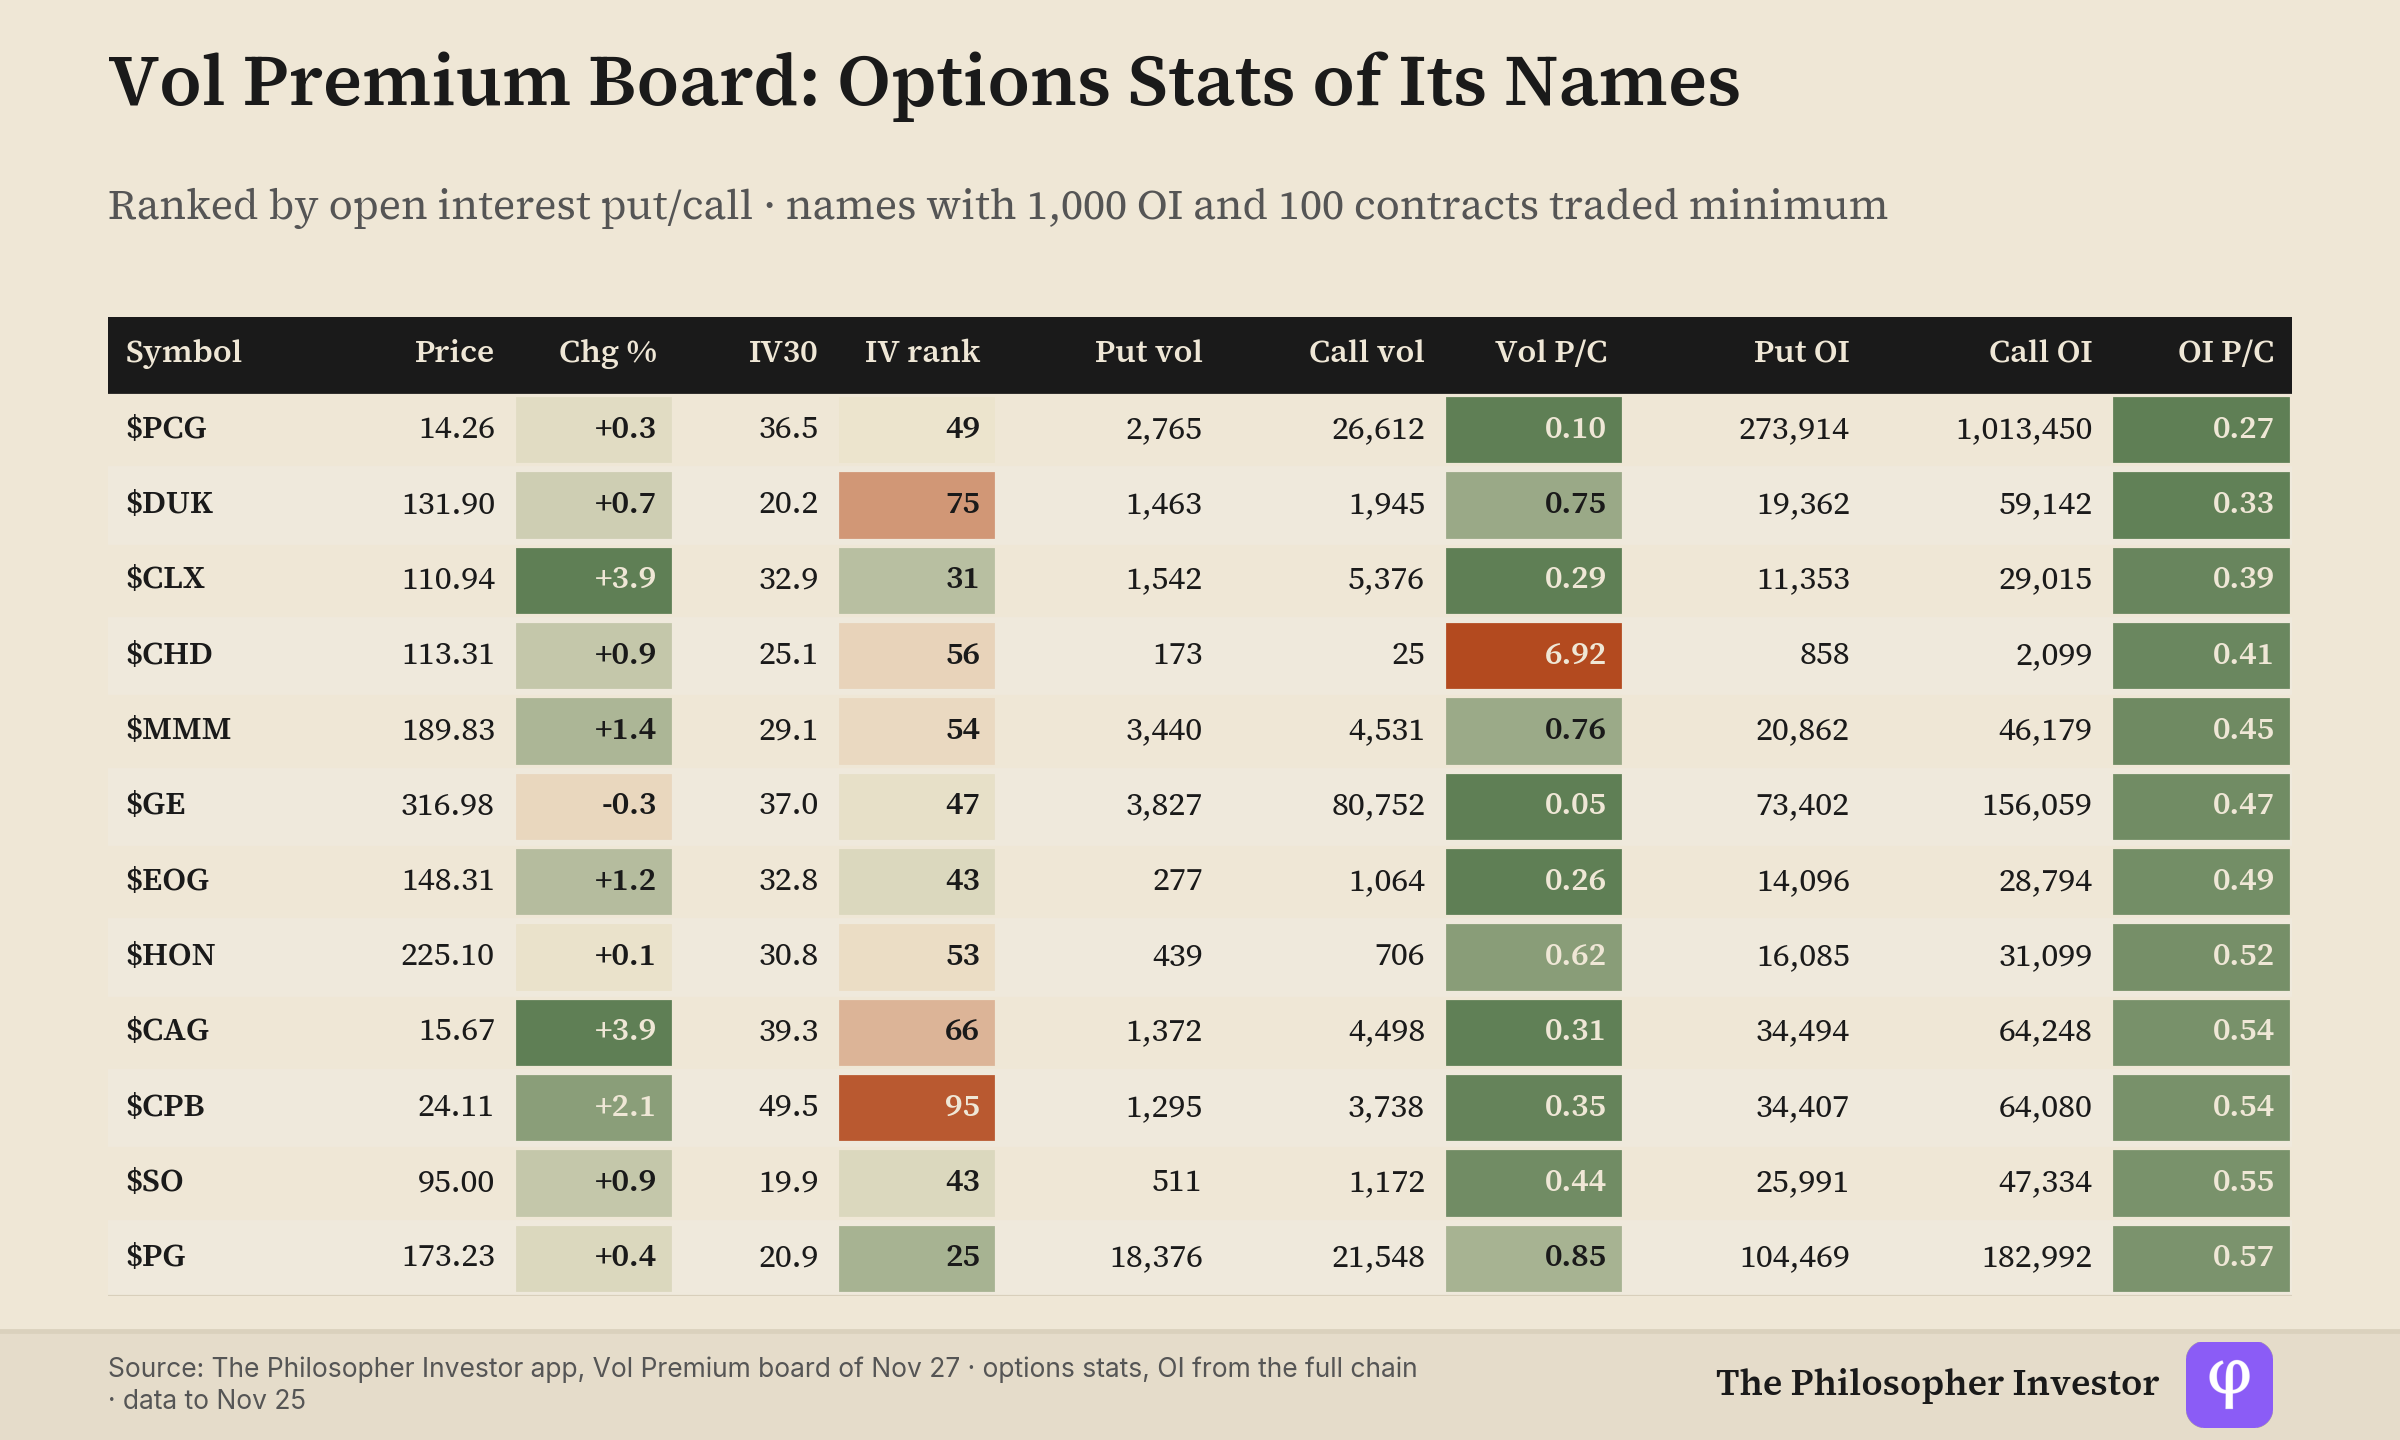 Vol Premium Board: Options Stats of Its Names
Ranked by open interest put/call · names with 1,000 OI and 100 contracts traded minimum
Symbol Price Chg % IV30 IV rank Put vol Call vol Vol P/C Put OI Call OI OI P/C
$PCG 14.26 +0.3 36.5 49 2,765 26,612 0.10 273,914 1,013,450 0.27
$DUK 131.90 +0.7 20.2 75 1,463 1,945 0.75 19,362 59,142 0.33
$CLX 110.94 +3.9 32.9 31 1,542 5,376 0.29 11,353 29,015 0.39
$CHD 113.31 +0.9 25.1 56 173 25 6.92 858 2,099 0.41
$MMM 189.83 +1.4 29.1 54 3,440 4,531 0.76 20,862 46,179 0.45
$GE 316.98 -0.3 37.0 47 3,827 80,752 0.05 73,402 156,059 0.47
$EOG 148.31 +1.2 32.8 43 277 1,064 0.26 14,096 28,794 0.49
$HON 225.10 +0.1 30.8 53 439 706 0.62 16,085 31,099 0.52
$CAG 15.67 +3.9 39.3 66 1,372 4,498 0.31 34,494 64,248 0.54
$CPB 24.11 +2.1 49.5 95 1,295 3,738 0.35 34,407 64,080 0.54
$SO 95.00 +0.9 19.9 43 511 1,172 0.44 25,991 47,334 0.55
$PG 173.23 +0.4 20.9 25 18,376 21,548 0.85 104,469 182,992 0.57
Source: The Philosopher Investor app, Vol Premium board of Nov 27 · options stats, OI from the full chain
· data to Nov 25
The Philosopher Investor φ